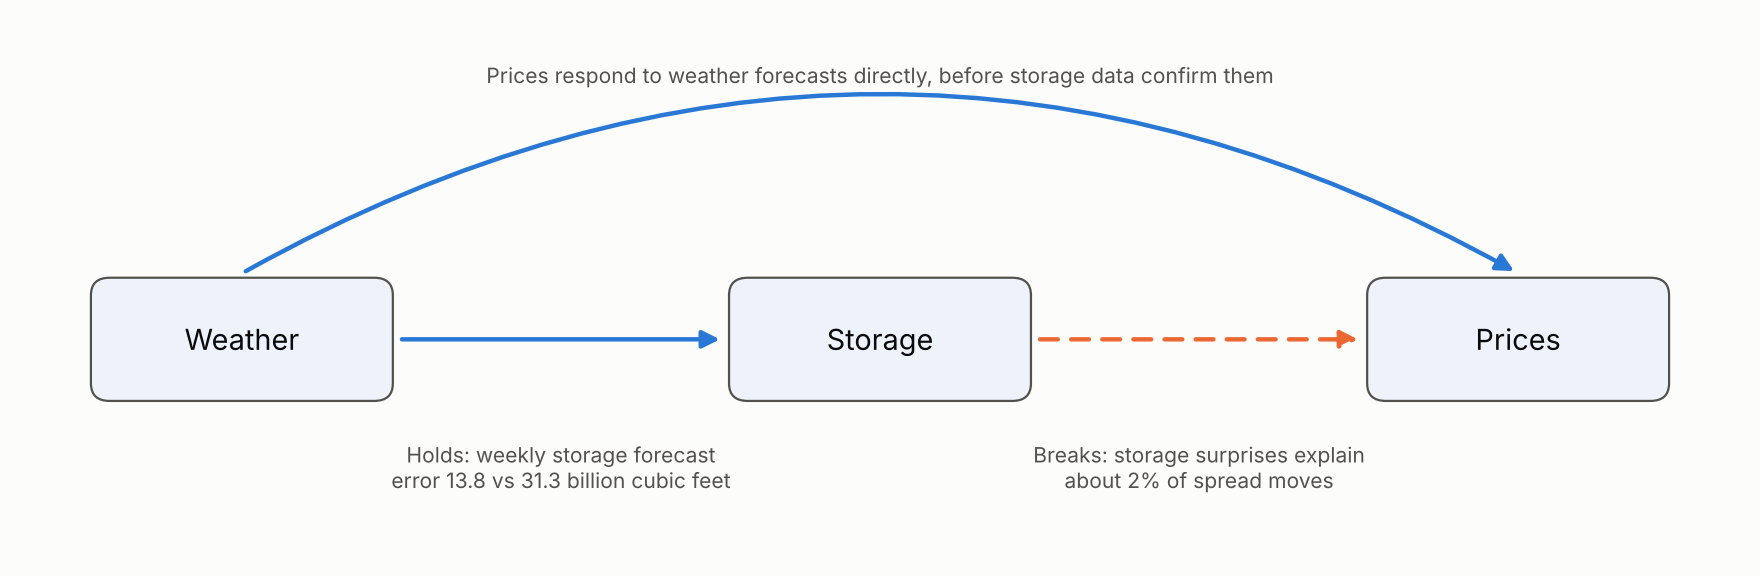 Prices respond to weather forecasts directly, before storage data confirm them
Weather
Storage
Prices
Holds: weekly storage forecast
error 13.8 vs 31.3 billion cubic feet
Breaks: storage surprises explain
about 2% of spread moves